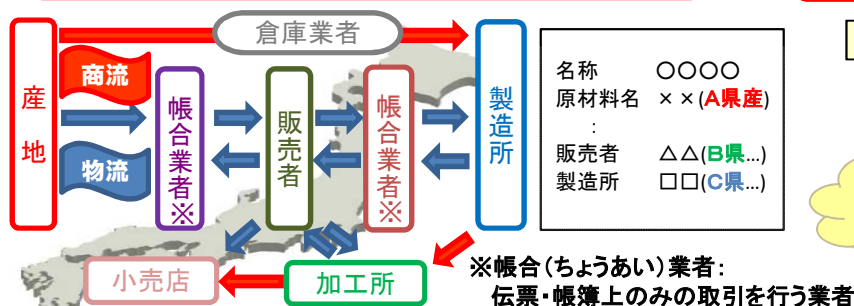 倉庫業者
産地
商流
物流
帳合業者※
販売者
帳合業者※
製造所
小売店
加工所
名称 〇〇〇〇
原材料名 ××(A県産)
:
販売者 △△(B県...)
製造所 □□(C県...)
※帳合(ちょうあい)業者:
伝票・帳簿上のみの取引を行う業者